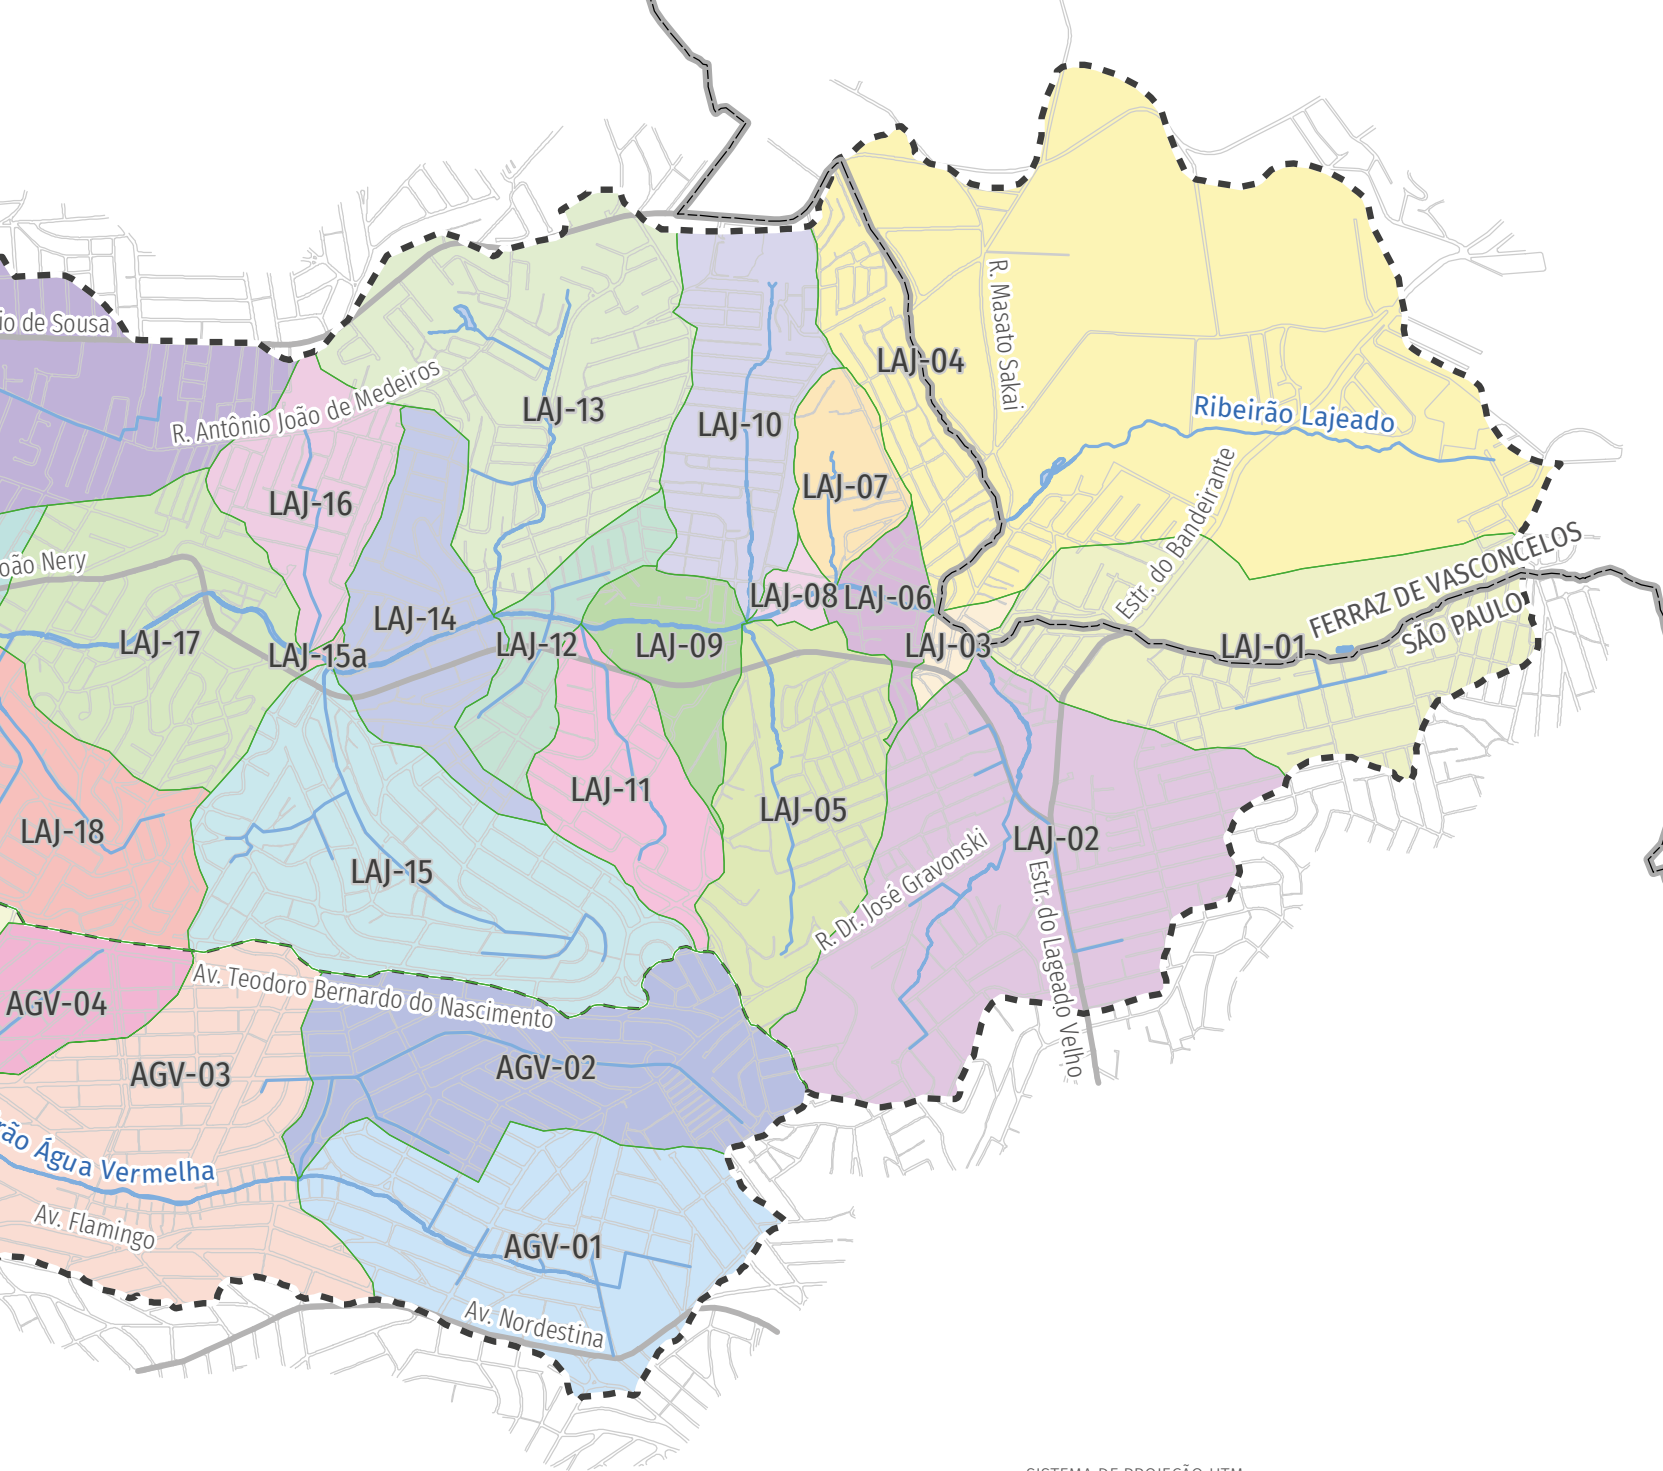 io de Sousa
R. Antônio João de Medeiros
R. Masato Sakai
LAJ-04
LAJ-13
LAJ-10
Ribeirão Lajeado
LAJ-07
LAJ-16
Estr. do Bandeirante
FERRAZ DE VASCONCELOS
SÃO PAULO
oão Nery
LAJ-08
LAJ-06
LAJ-14
LAJ-17
LAJ-15a
LAJ-12
LAJ-09
LAJ-03
LAJ-01
LAJ-11
LAJ-05
LAJ-18
LAJ-02
LAJ-15
R. Dr. José Gravonski
Estr. do Lageado Velho
AGV-04
Av. Teodoro Bernardo do Nascimento
AGV-03
AGV-02
rão Água Vermelha
Av. Flamingo
AGV-01
Av. Nordestina
SISTEMA DE PROJEÇÃO UTM